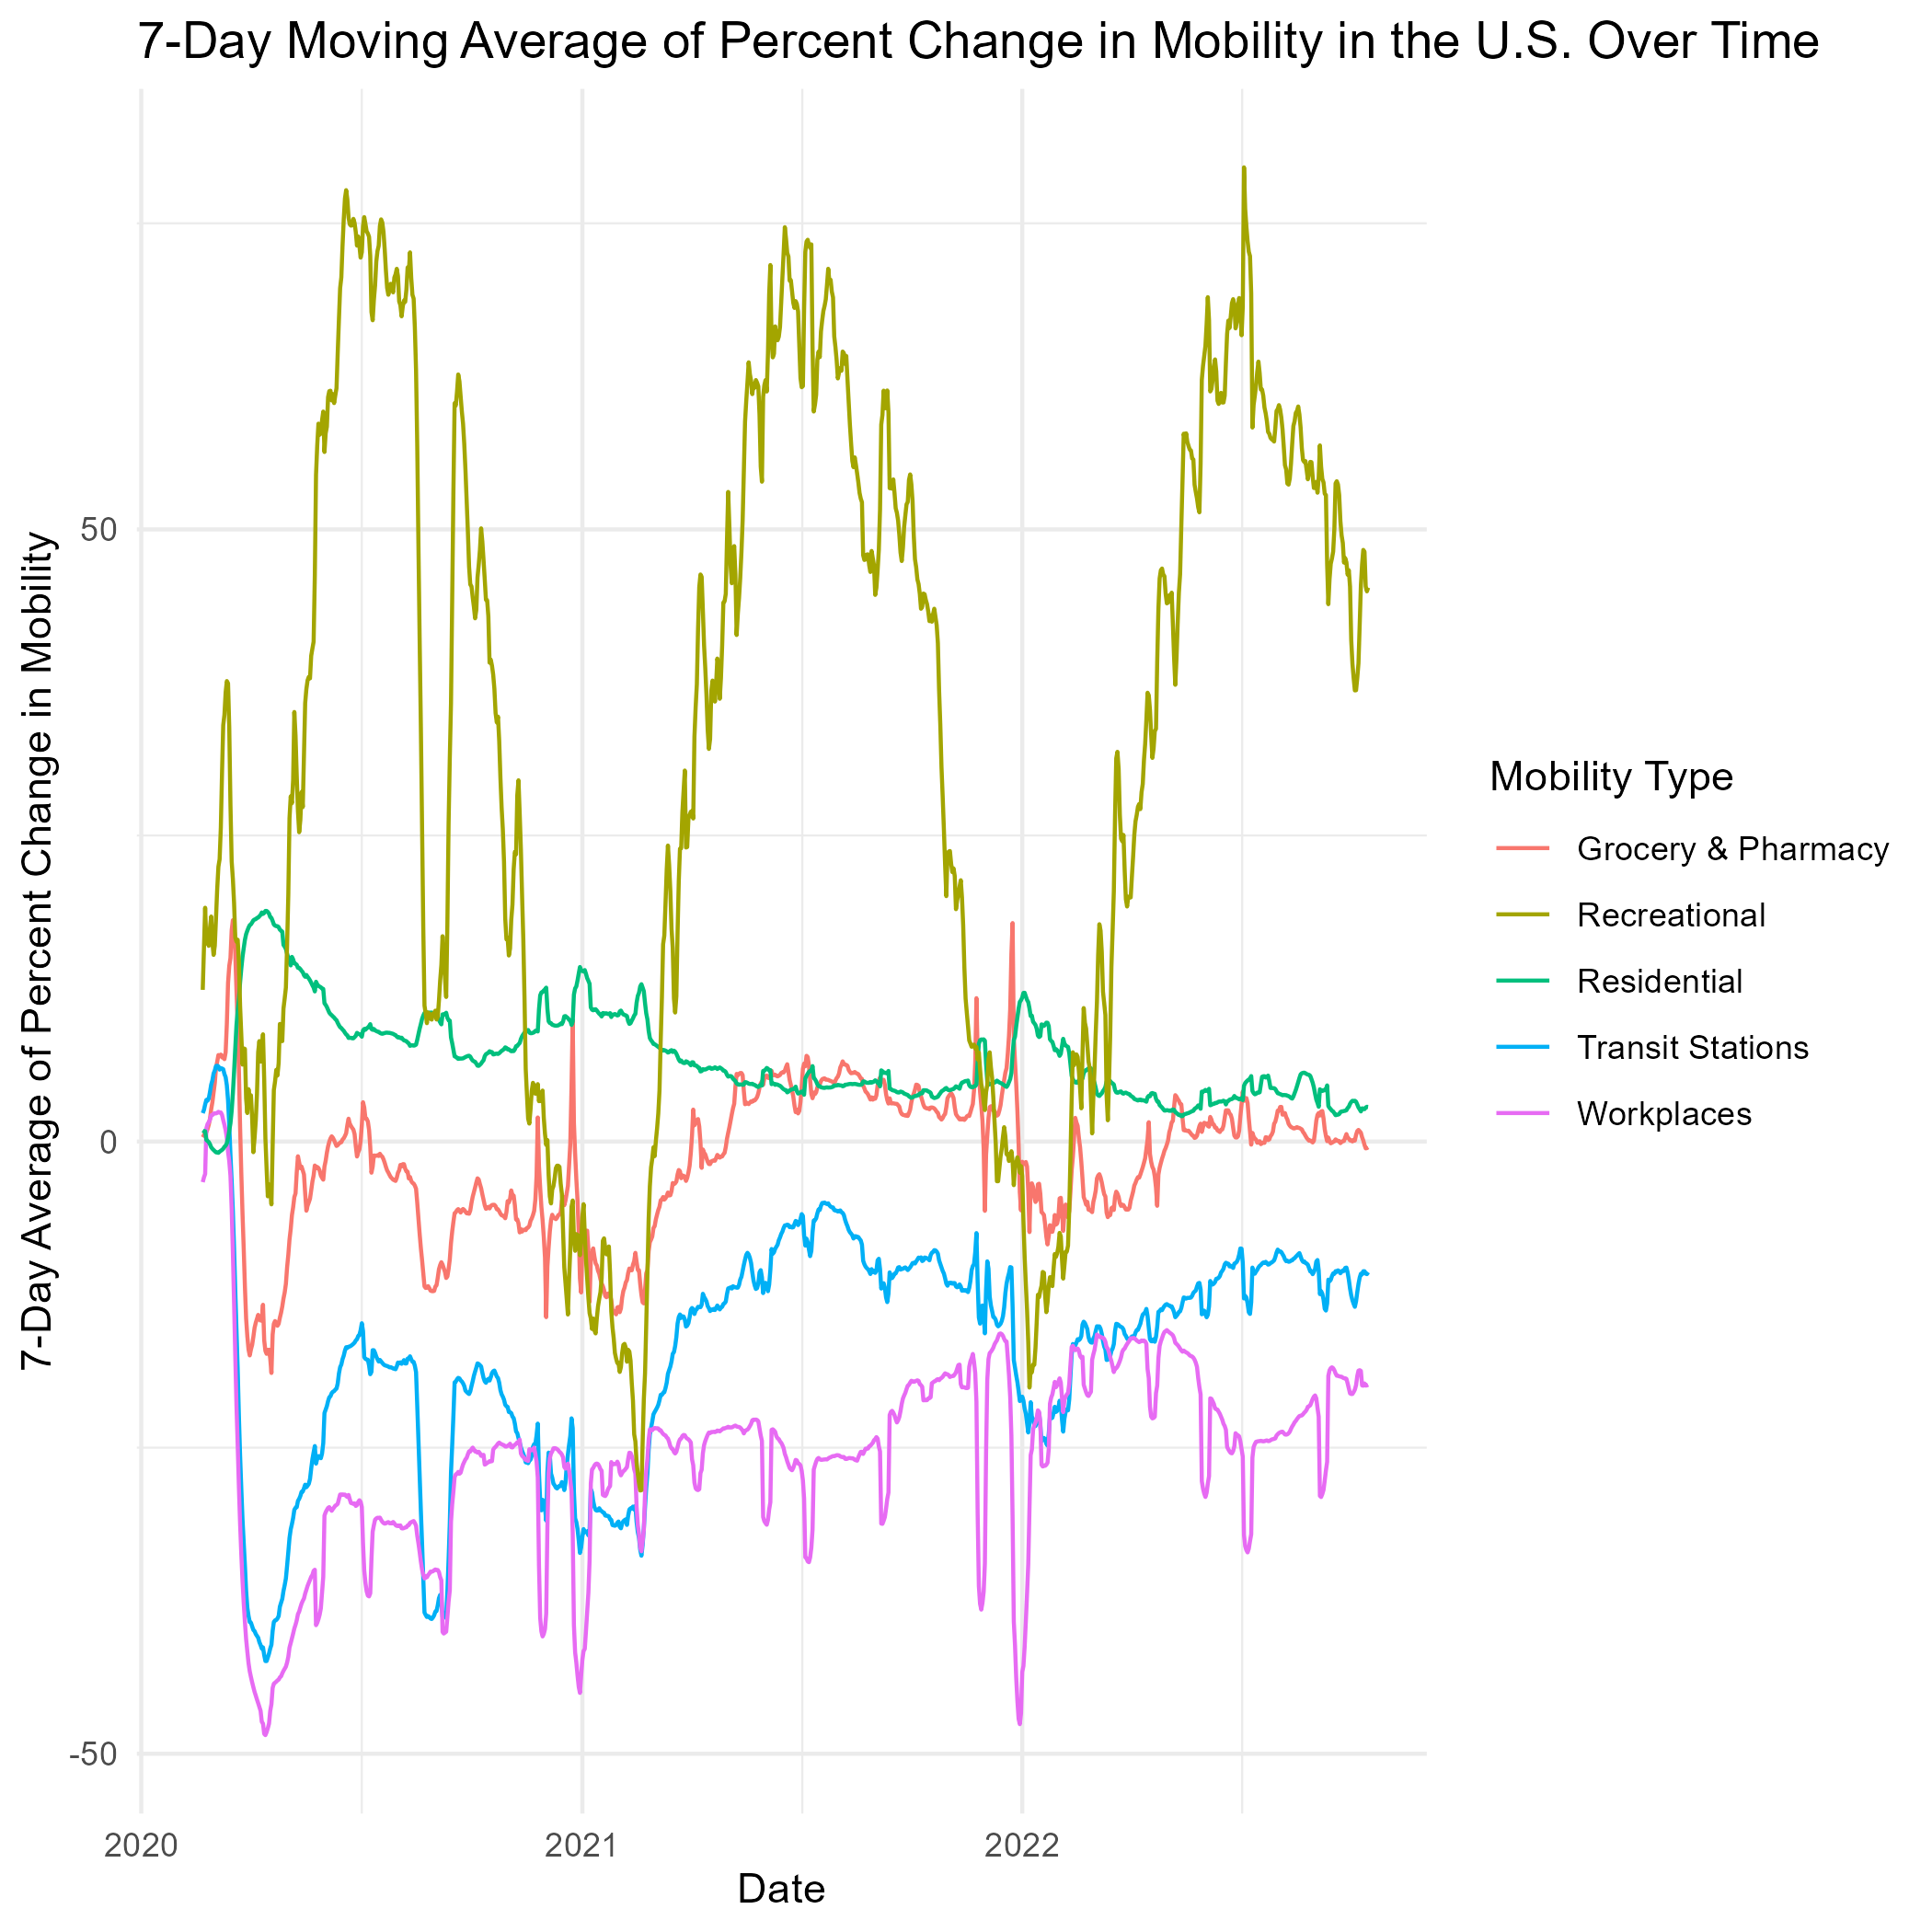 7-Day Moving Average of Percent Change in Mobility in the U.S. Over Time
7-Day Average of Percent Change in Mobility
50
0
-50
2020
2021
2022
Date
Mobility Type
Grocery & Pharmacy
Recreational
Residential
Transit Stations
Workplaces